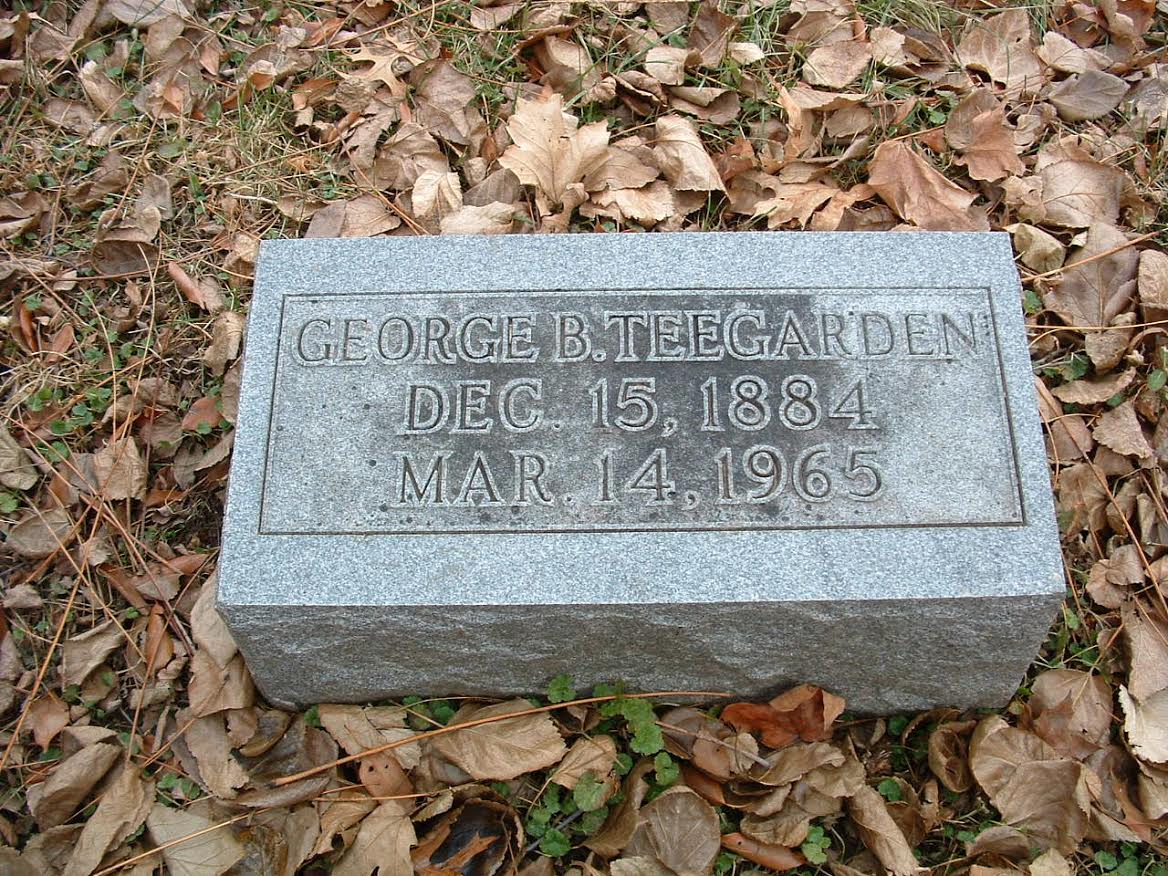 GEORGE B. TEEGARDEN
DEC. 15, 1884
MAR. 14, 1965